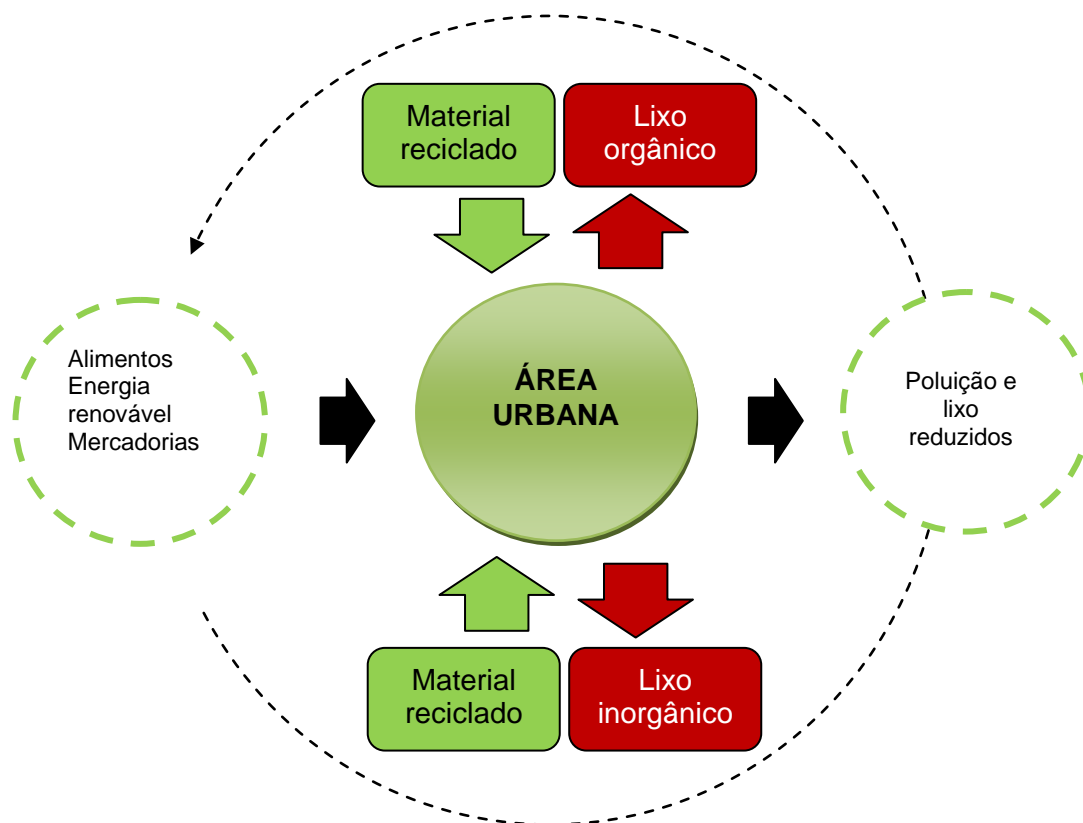 Material
reciclado
Lixo
orgânico
Alimentos
Energia
renovável
Mercadorias
ÁREA
URBANA
Poluição e
lixo
reduzidos
Material
reciclado
Lixo
inorgânico